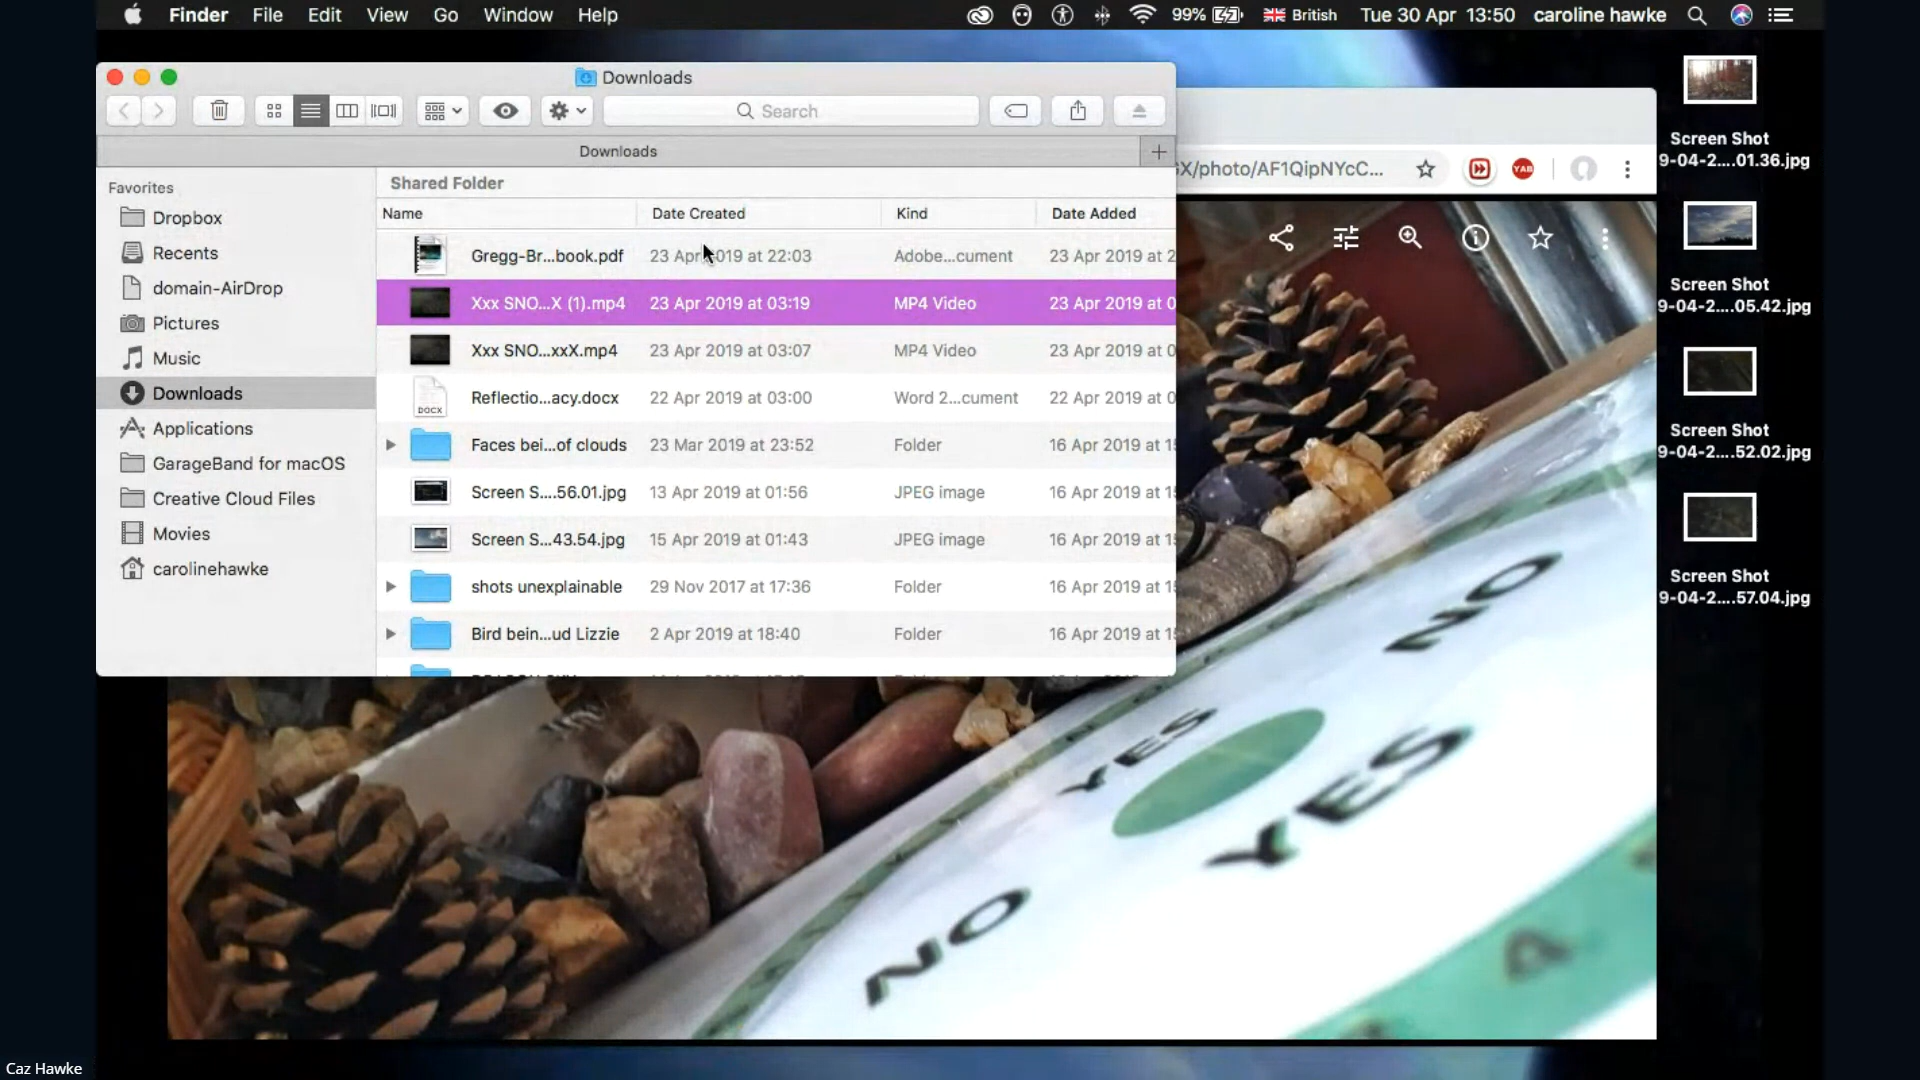 Finder File Edit View Go Window Help
99% British Tue 30 Apr 13:50 caroline hawke
Downloads
Search
Downloads
Favorites
Dropbox
Recents
domain-AirDrop
Pictures
Music
Downloads
Applications
GarageBand for macOS
Creative Cloud Files
Movies
carolinehawke
Shared Folder
Name Date Created Kind Date Added
Gregg-Br...book.pdf 23 Apr 2019 at 22:03 Adobe...cument 23 Apr 2019 at 2
Xxx SNO...X (1).mp4 23 Apr 2019 at 03:19 MP4 Video 23 Apr 2019 at 0
Xxx SNO...xxX.mp4 23 Apr 2019 at 03:07 MP4 Video 23 Apr 2019 at 0
DOCX Reflectio...acy.docx 22 Apr 2019 at 03:00 Word 2...cument 22 Apr 2019 at 0
Faces bei...of clouds 23 Mar 2019 at 23:52 Folder 16 Apr 2019 at 1
Screen S....56.01.jpg 13 Apr 2019 at 01:56 JPEG image 16 Apr 2019 at 1
Screen S...43.54.jpg 15 Apr 2019 at 01:43 JPEG image 16 Apr 2019 at 1
shots unexplainable 29 Nov 2017 at 17:36 Folder 16 Apr 2019 at 1
Bird bein...ud Lizzie 2 Apr 2019 at 18:40 Folder 16 Apr 2019 at 1
X/photo/AF1QipNYcC...
YAB
Screen Shot
9-04-2....01.36.jpg
Screen Shot
9-04-2....05.42.jpg
Screen Shot
9-04-2....52.02.jpg
Screen Shot
9-04-2....57.04.jpg
NO
YES
YES
NO
A
Caz Hawke